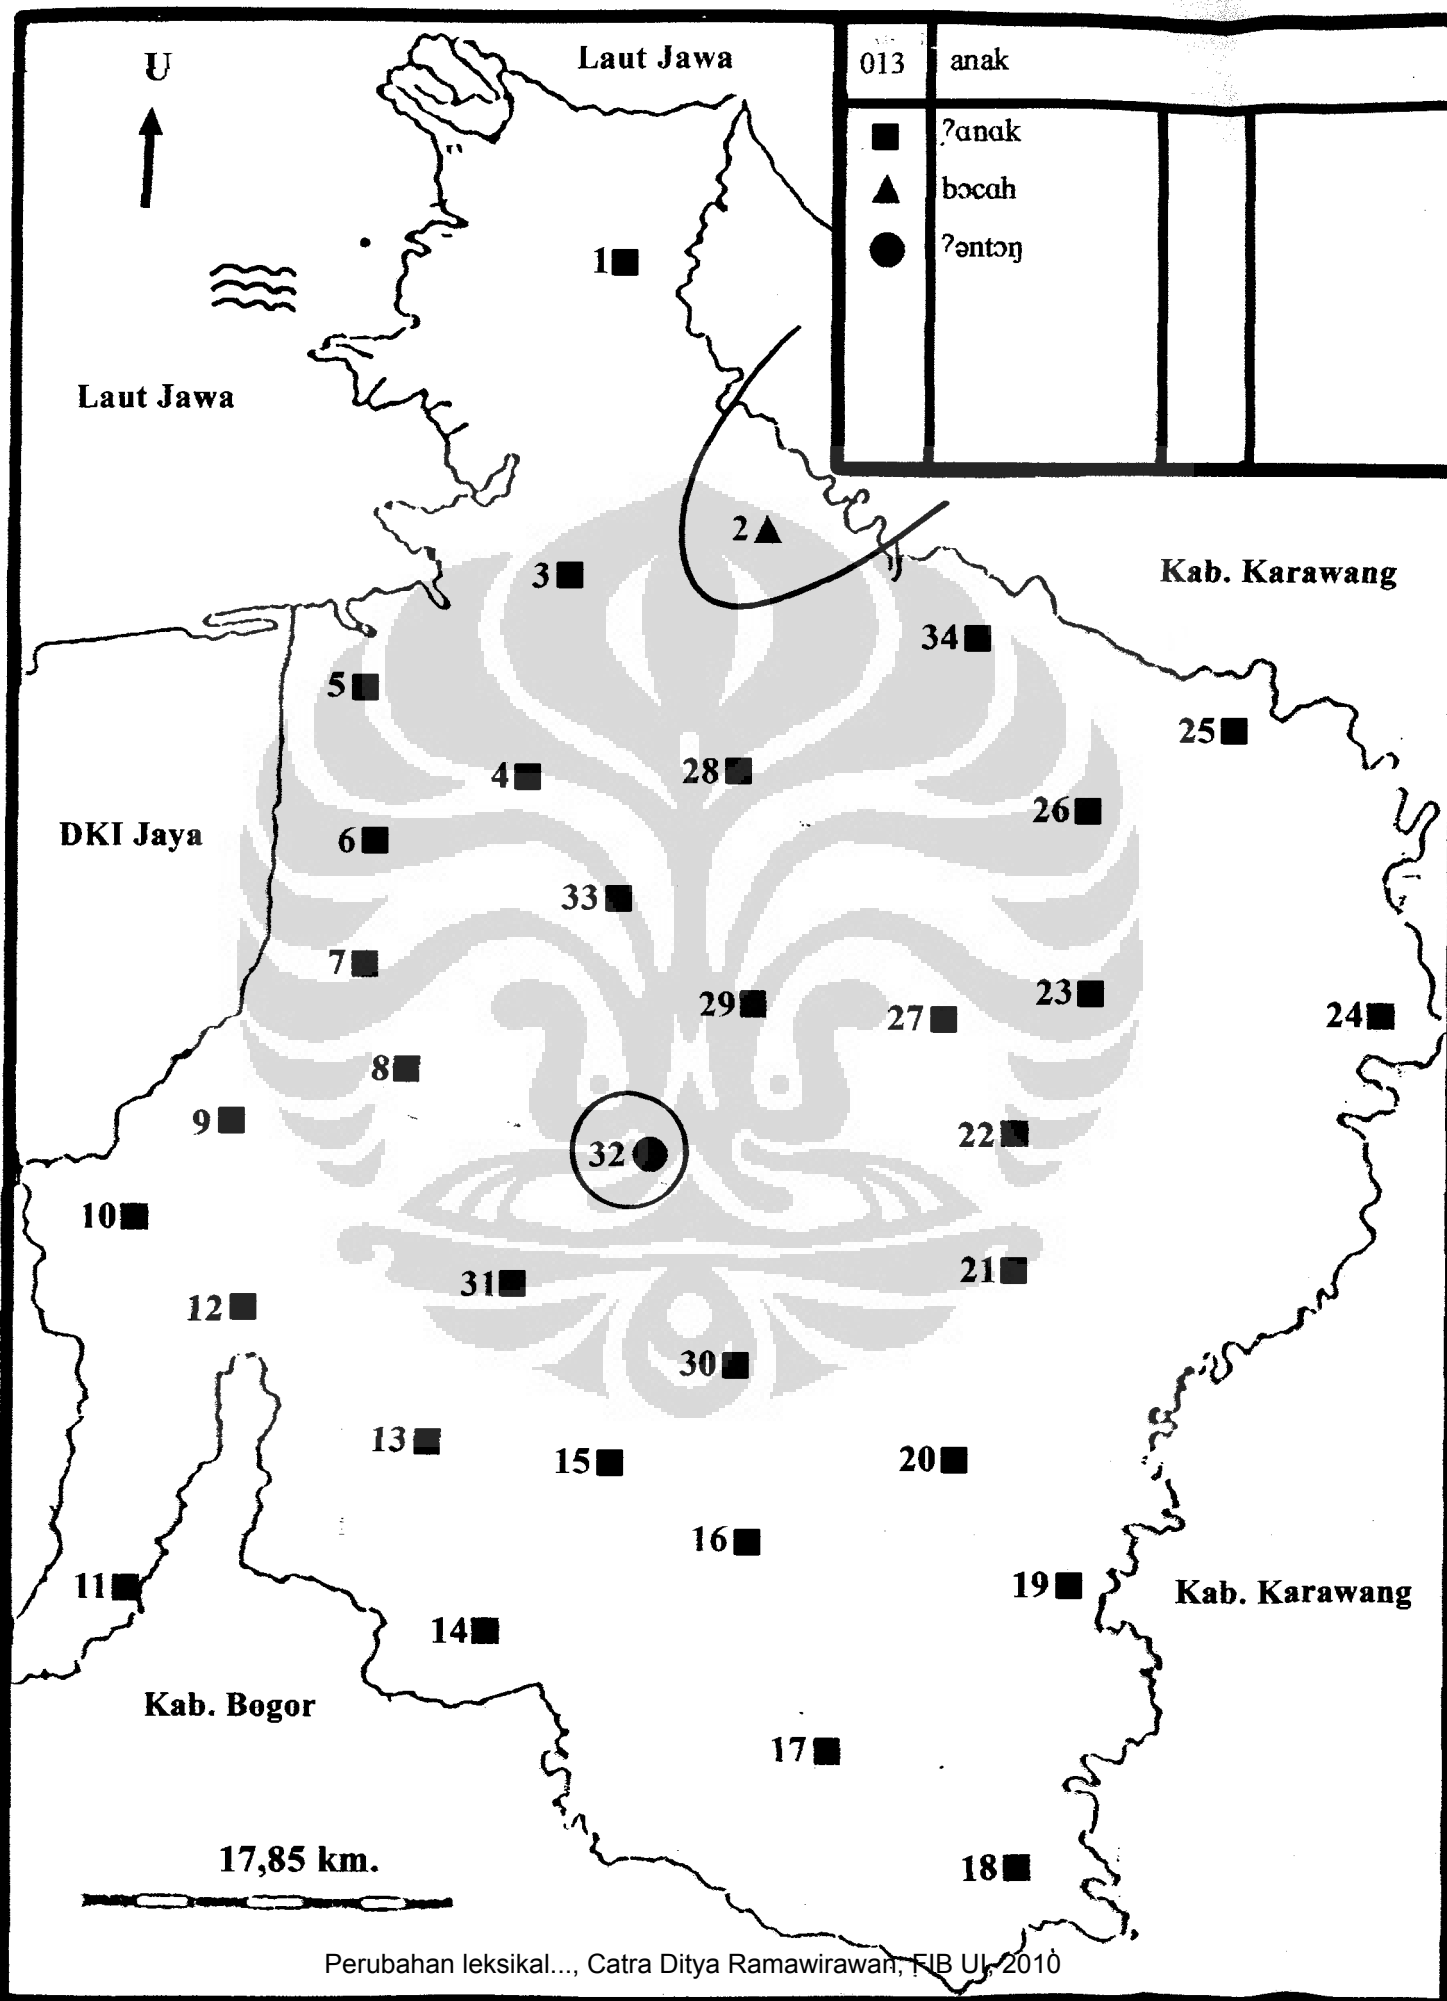 U
Laut Jawa
013 anak
ʔɑnɑk
bɔcɑh
ʔəntɔŋ
1
Laut Jawa
2
3
Kab. Karawang
34
5
25
4
28
26
DKI Jaya
6
33
7
29
27
23
24
8
9
32
22
10
31
21
12
30
13
15
20
16
11
19
Kab. Karawang
14
Kab. Bogor
17
17,85 km.
18
Perubahan leksikal..., Catra Ditya Ramawirawan, FIB UI, 2010